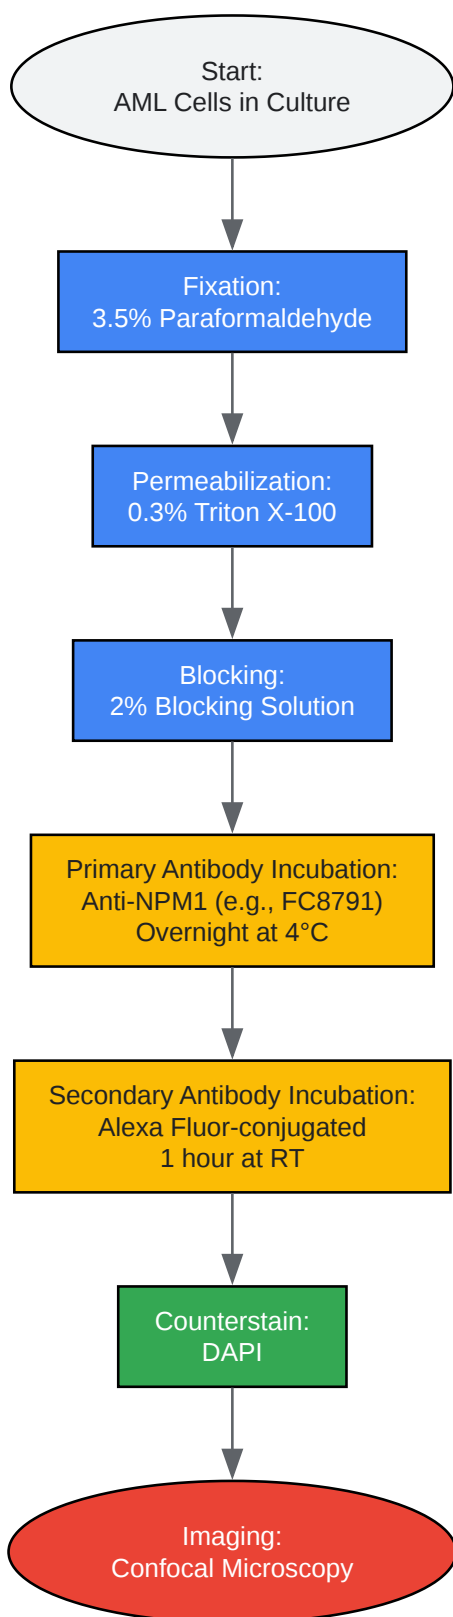 Start:
AML Cells in Culture
Fixation:
3.5% Paraformaldehyde
Permeabilization:
0.3% Triton X-100
Blocking:
2% Blocking Solution
Primary Antibody Incubation:
Anti-NPM1 (e.g., FC8791)
Overnight at 4°C
Secondary Antibody Incubation:
Alexa Fluor-conjugated
1 hour at RT
Counterstain:
DAPI
Imaging:
Confocal Microscopy